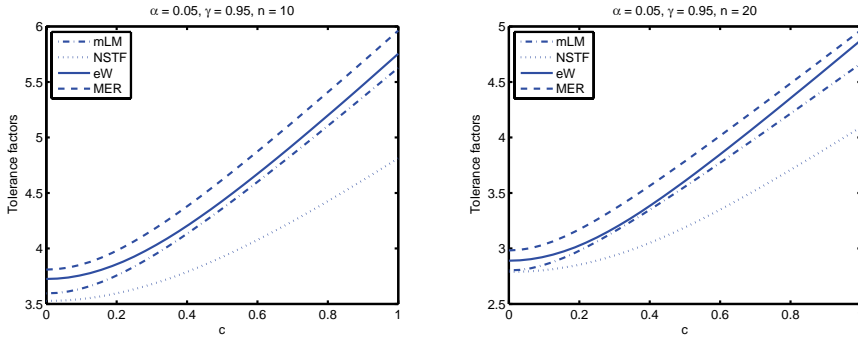 α = 0.05, γ = 0.95, n = 10
6
5.5
5
4.5
4
3.5
Tolerance factors
mLM
NSTF
eW
MER
0
0.2
0.4
0.6
0.8
1
c
α = 0.05, γ = 0.95, n = 20
5
4.5
4
3.5
3
2.5
Tolerance factors
mLM
NSTF
eW
MER
0
0.2
0.4
0.6
0.8
c